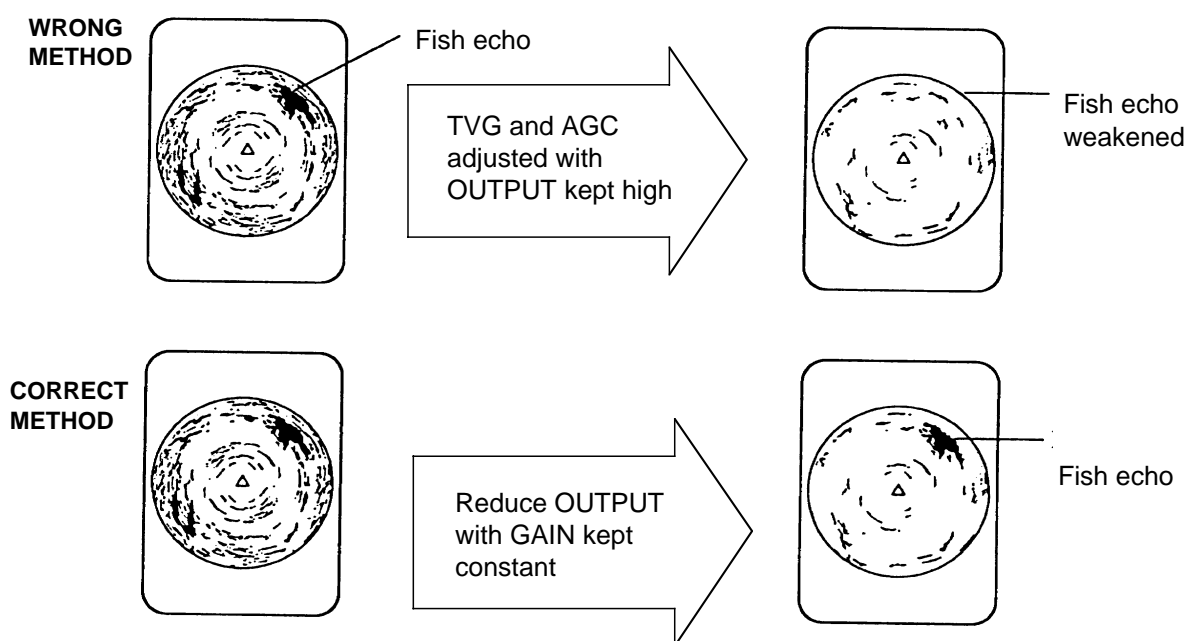 WRONG
METHOD
Fish echo
TVG and AGC
adjusted with
OUTPUT kept high
Fish echo
weakened
CORRECT
METHOD
Reduce OUTPUT
with GAIN kept
constant
Fish echo